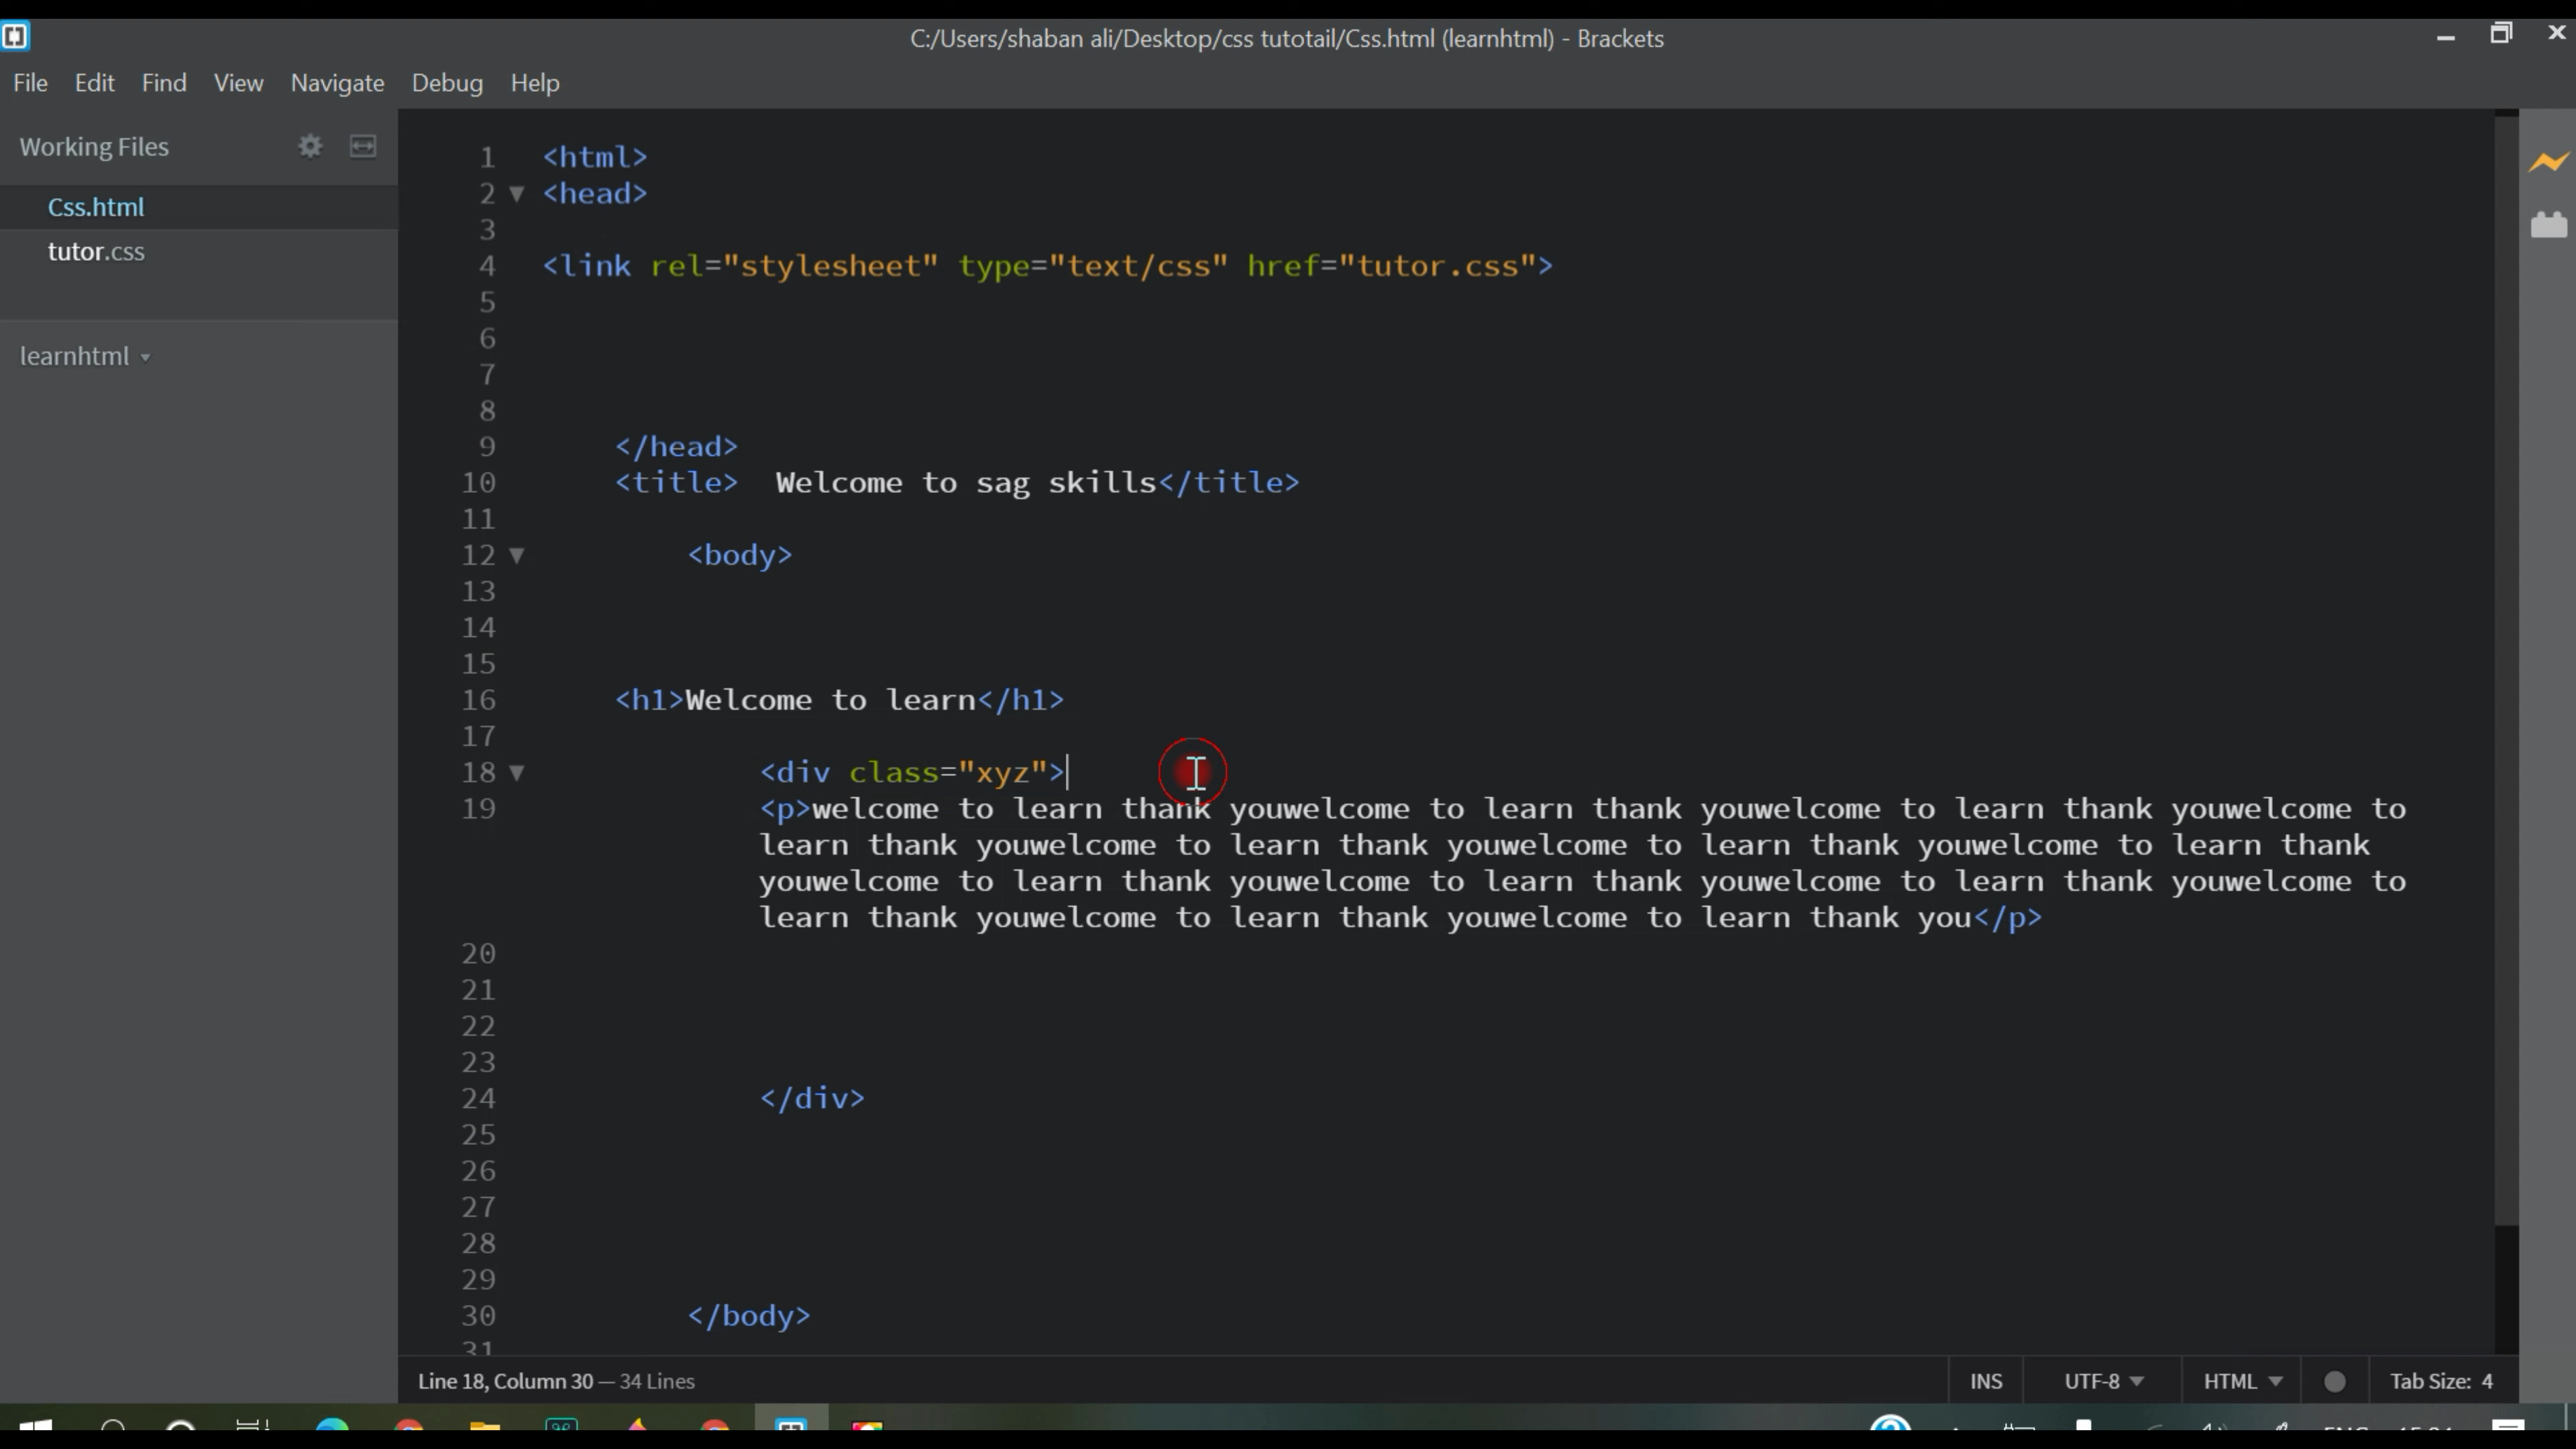 C:/Users/shaban ali/Desktop/css tutotail/Css.html (learnhtml) - Brackets
File Edit Find View Navigate Debug Help
Working Files
Css.html
tutor.css
learnhtml
1 <html>
2 <head>
3
4 <link rel="stylesheet" type="text/css" href="tutor.css">
5
6
7
8
9 </head>
10 <title>  Welcome to sag skills</title>
11
12 <body>
13
14
15
16 <h1>Welcome to learn</h1>
17
18 <div class="xyz">
19 <p>welcome to learn thank youwelcome to learn thank youwelcome to learn thank youwelcome to
learn thank youwelcome to learn thank youwelcome to learn thank youwelcome to learn thank
youwelcome to learn thank youwelcome to learn thank youwelcome to learn thank youwelcome to
learn thank youwelcome to learn thank youwelcome to learn thank you</p>
20
21
22
23
24 </div>
25
26
27
28
29
30 </body>
31
Line 18, Column 30 — 34 Lines INS UTF-8 HTML Tab Size: 4